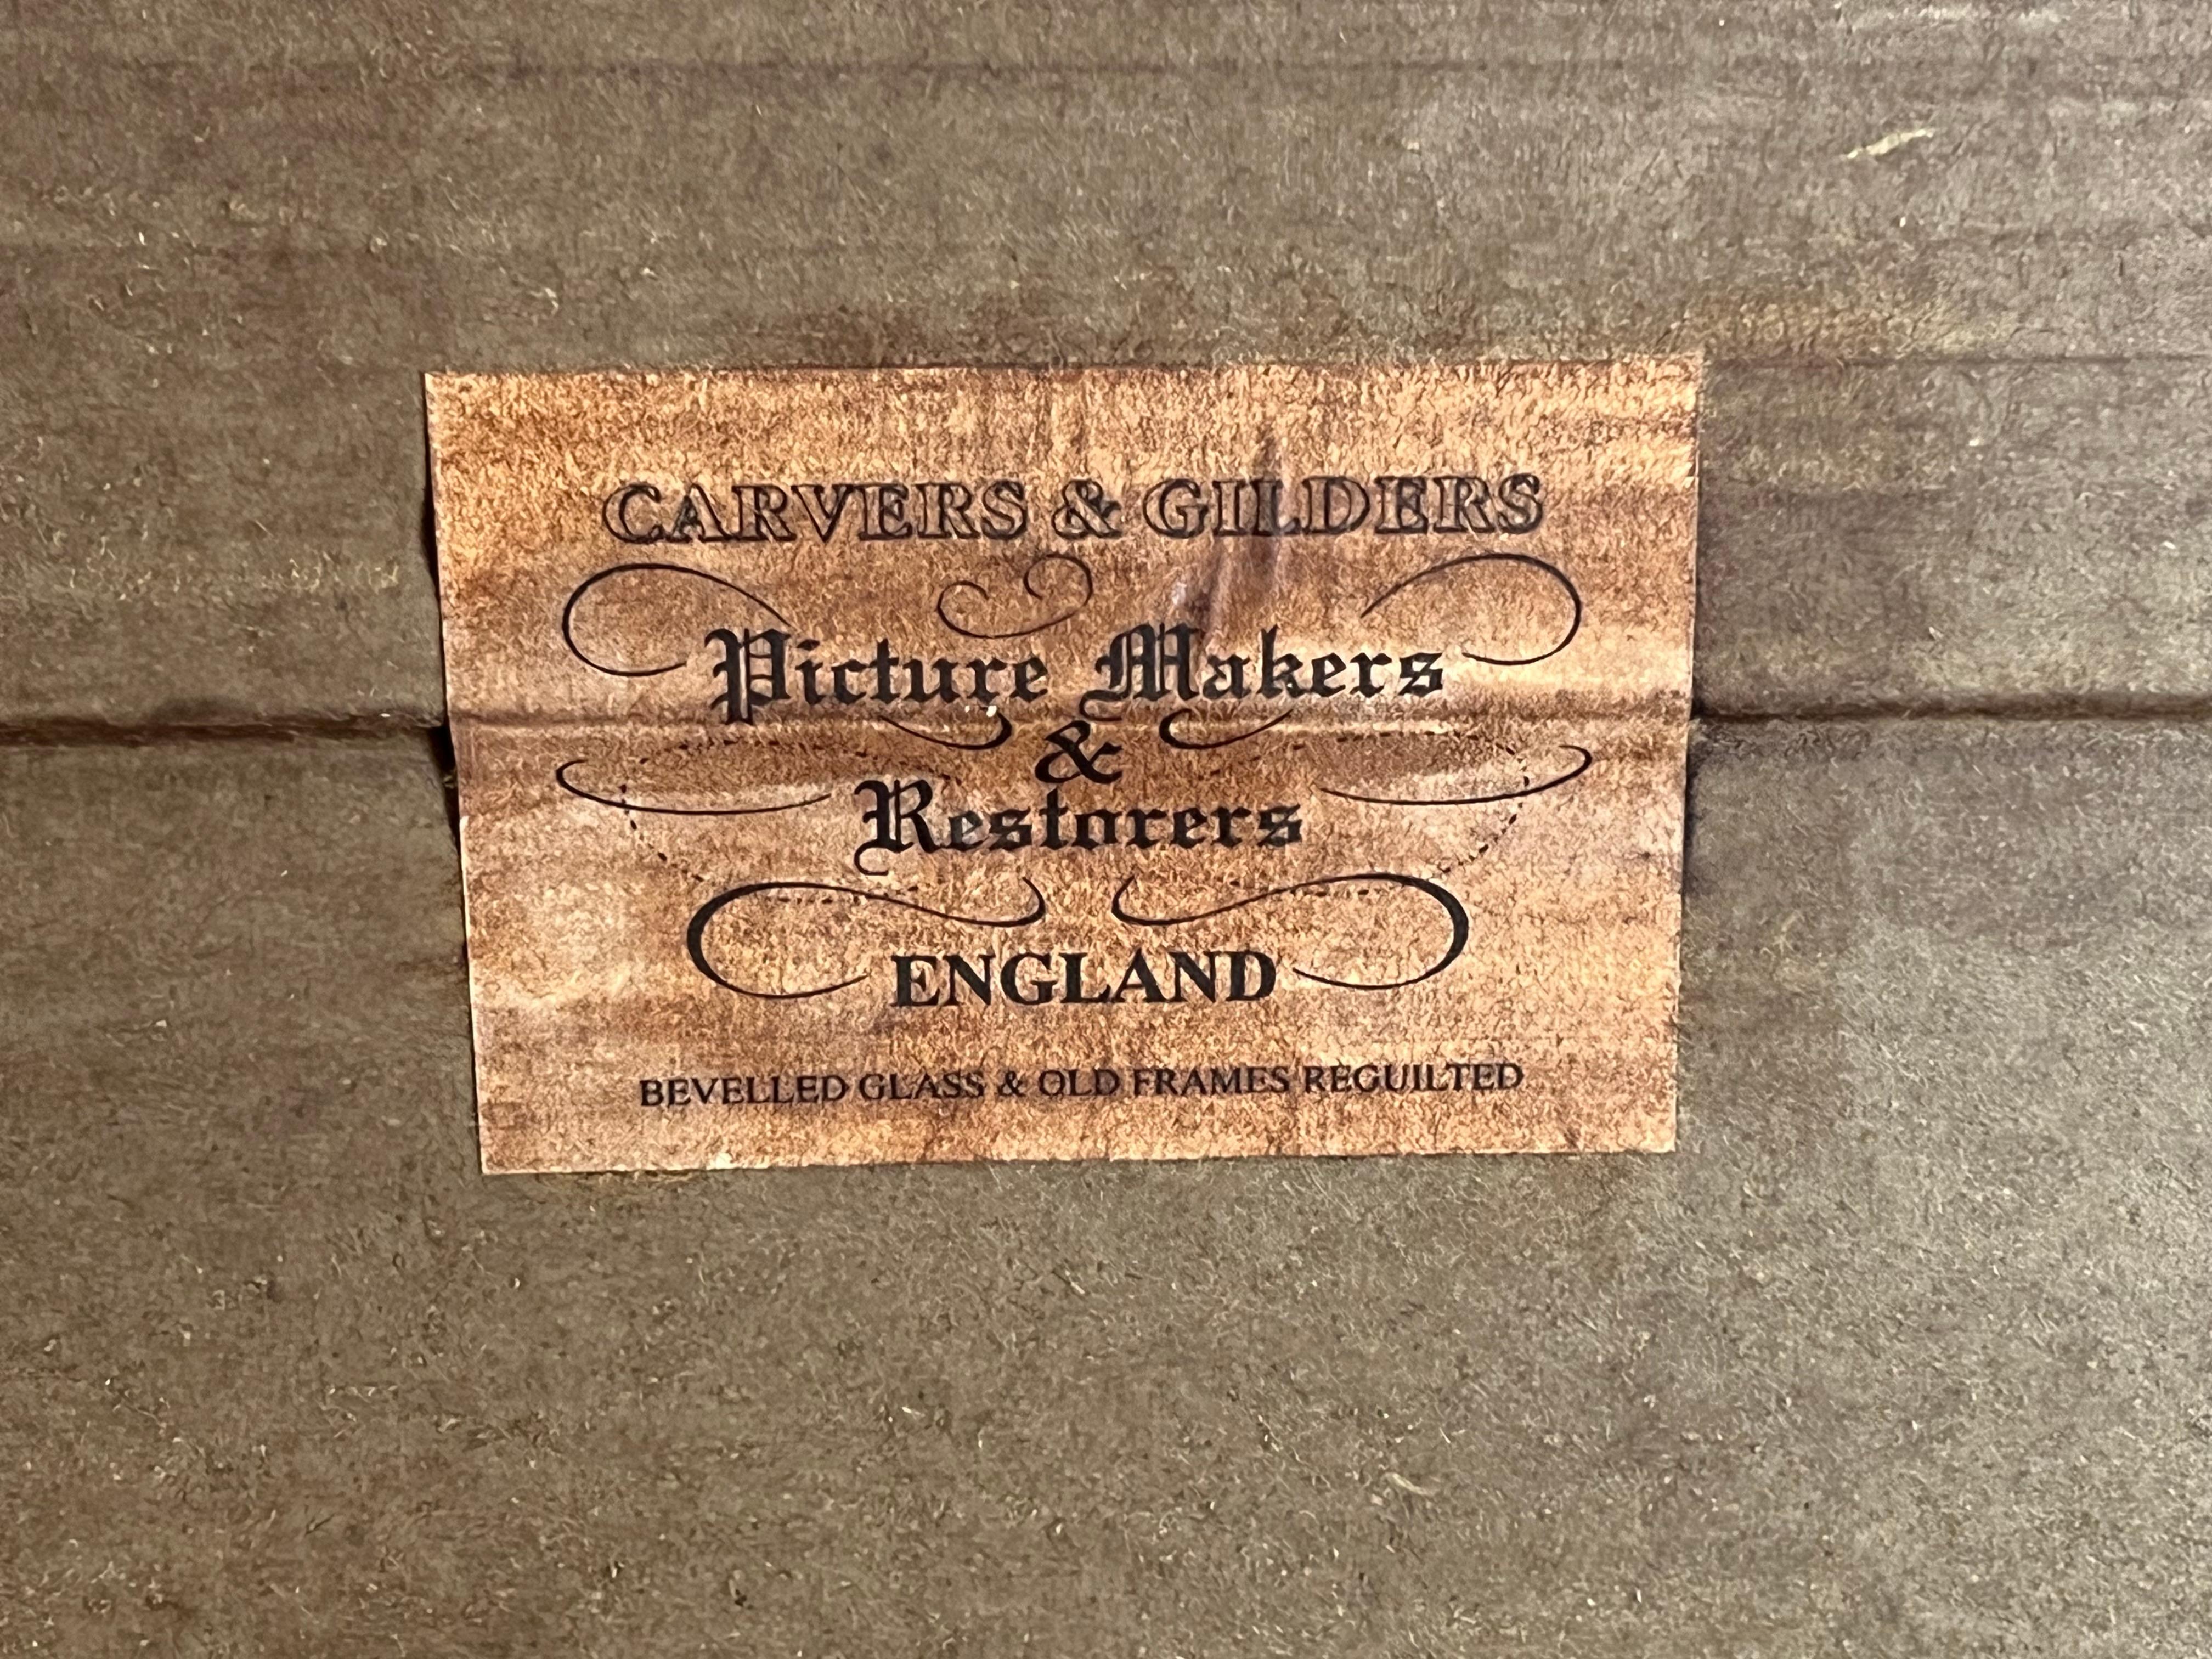 CARVERS & GILDERS
Picture Makers
&
Restorers
ENGLAND
BEVELLED GLASS & OLD FRAMES REGUILTED